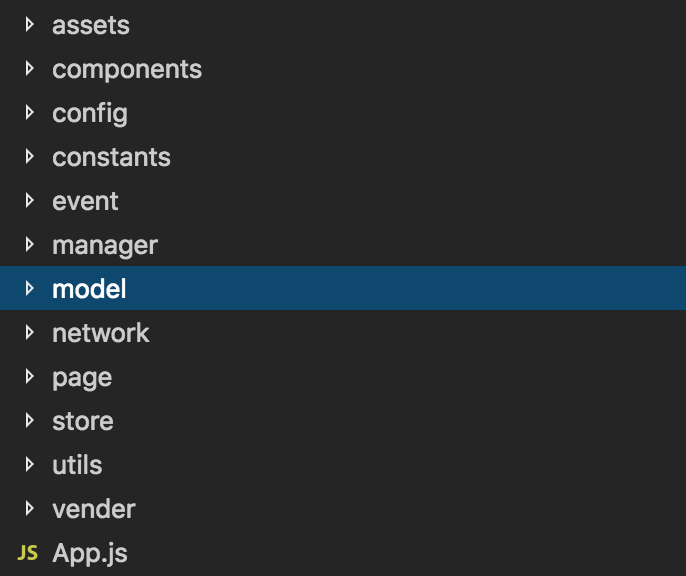 assets
components
config
constants
event
manager
model
network
page
store
utils
vender
JS App.js